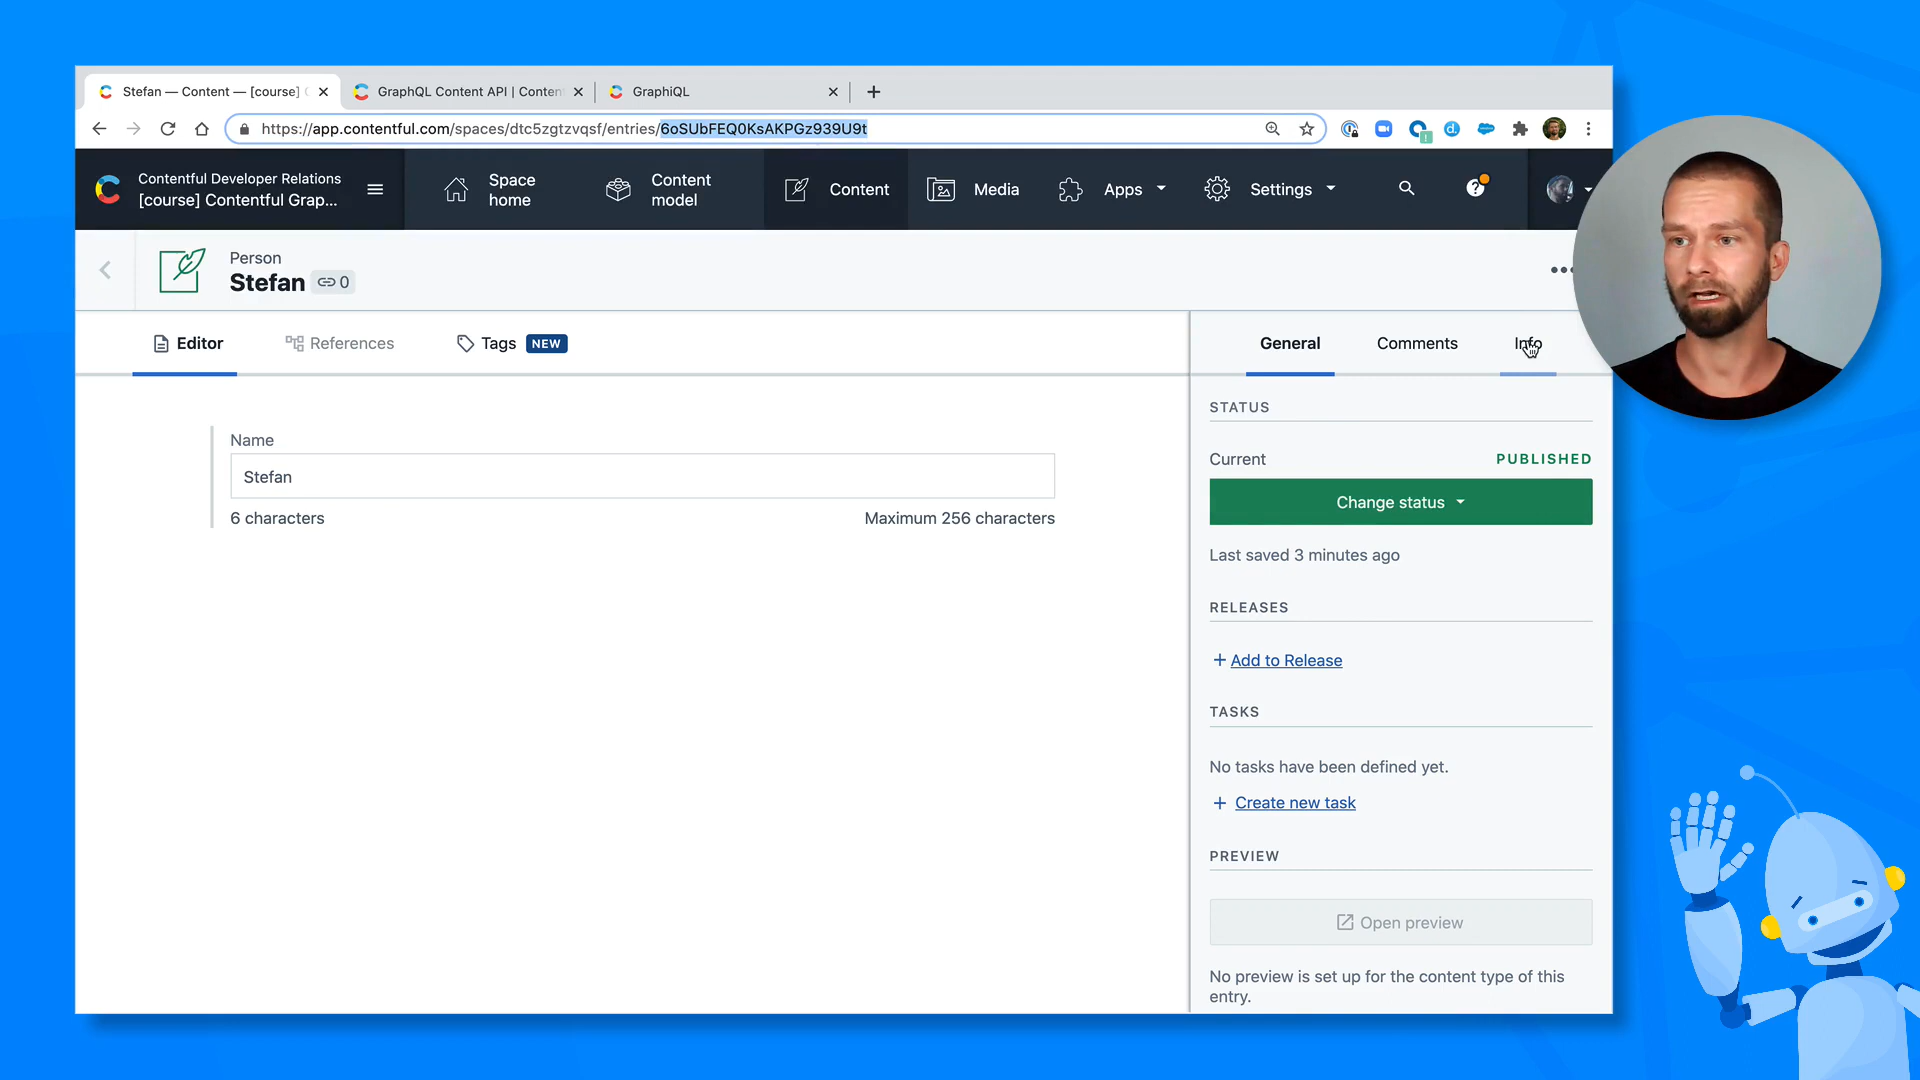 Stefan — Content — [course]
GraphQL Content API | Conten
GraphiQL
https://app.contentful.com/spaces/dtc5zgtzvqsf/entries/6oSUbFEQ0KsAKPGz939U9t
Contentful Developer Relations
[course] Contentful Grap...
Space
home
Content
model
Content
Media
Apps
Settings
Person
Stefan 0
Editor
References
Tags NEW
General
Comments
Info
Name
Stefan
6 characters
Maximum 256 characters
STATUS
Current PUBLISHED
Change status
Last saved 3 minutes ago
RELEASES
+ Add to Release
TASKS
No tasks have been defined yet.
+ Create new task
PREVIEW
Open preview
No preview is set up for the content type of this
entry.